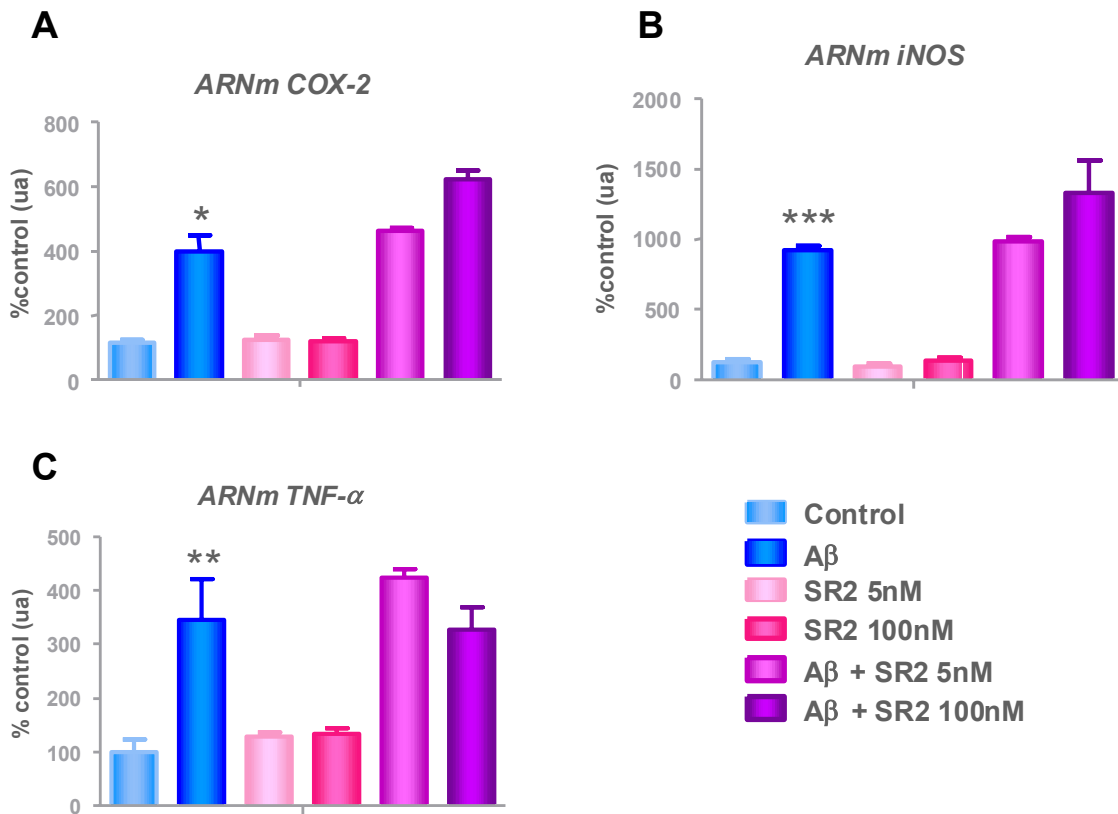 A
ARNm COX-2
%control (ua)
800
600
400
200
0
*
B
ARNm iNOS
%control (ua)
2000
1500
1000
500
0
***
C
ARNm TNF-α
% control (ua)
500
400
300
200
100
0
**
Control
Aβ
SR2 5nM
SR2 100nM
Aβ + SR2 5nM
Aβ + SR2 100nM